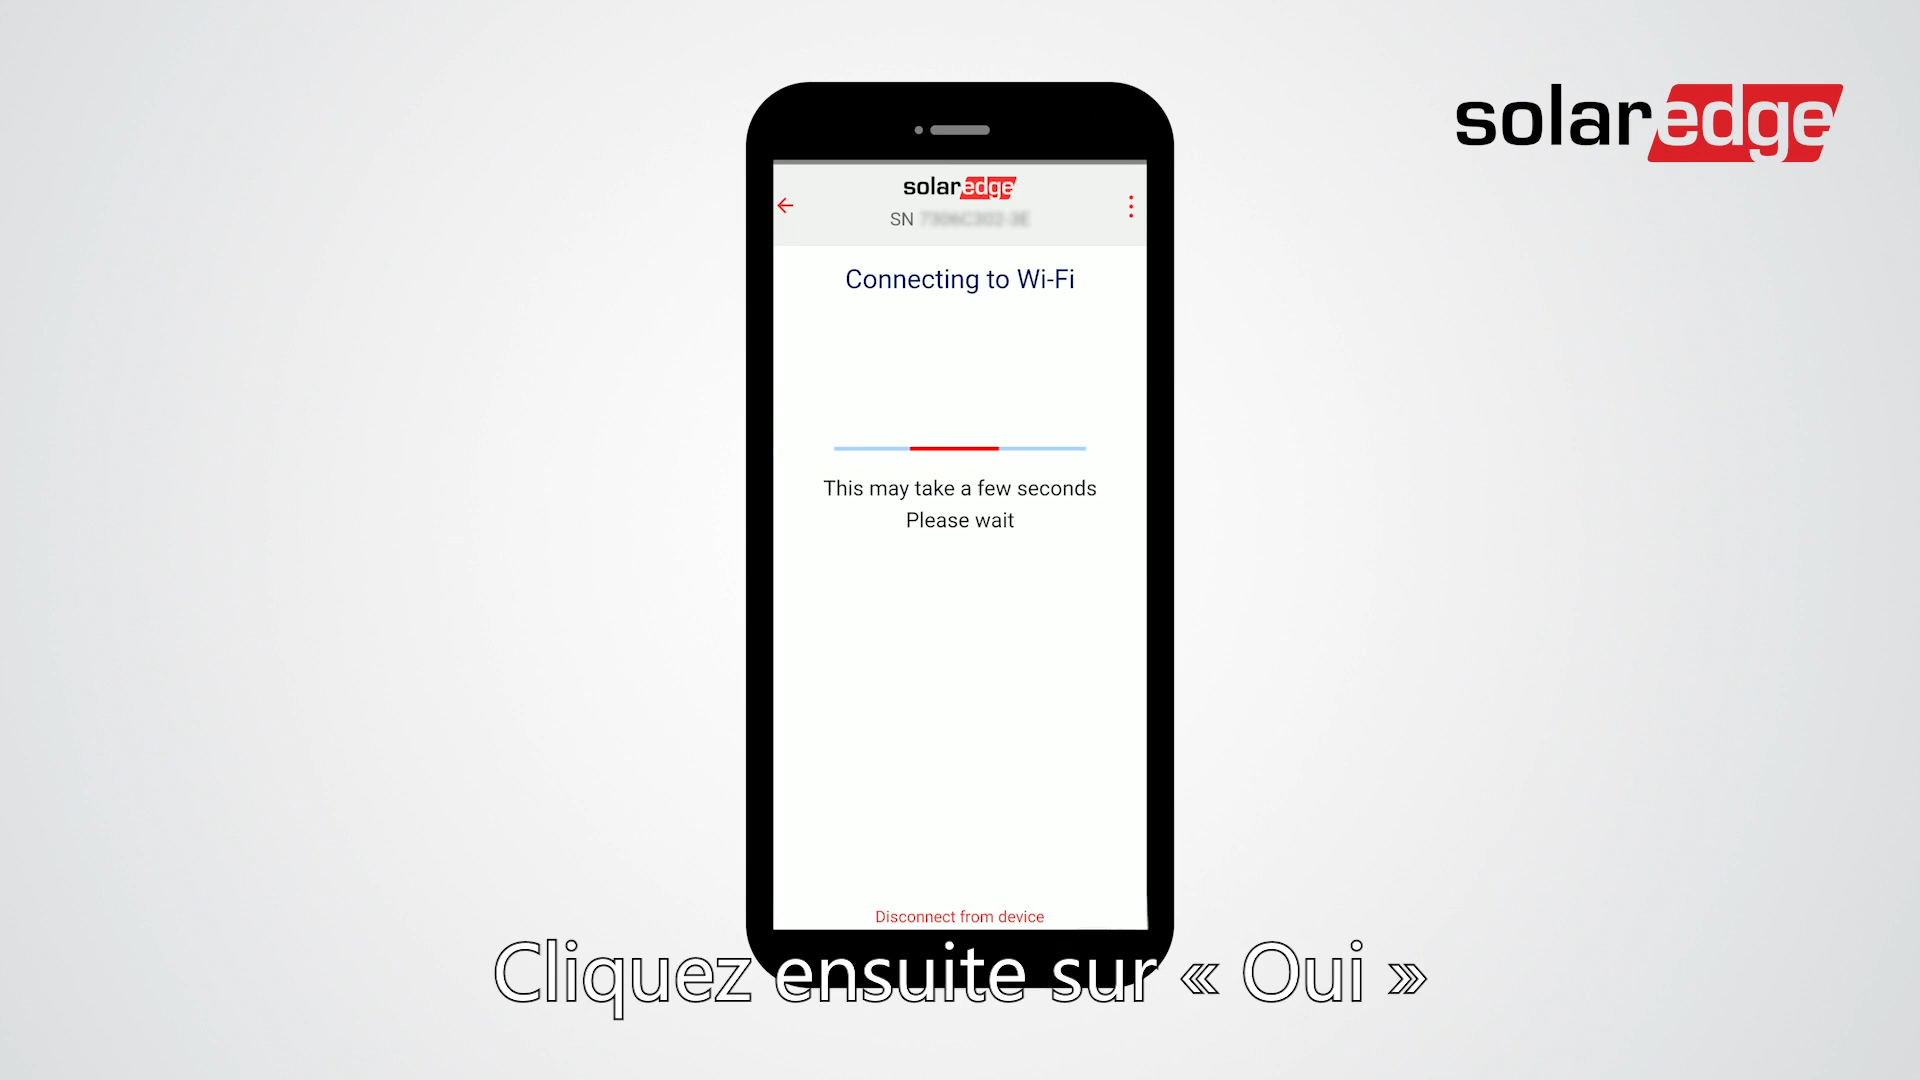 solaredge
solaredge
SN
Connecting to Wi-Fi
This may take a few seconds
Please wait
Disconnect from device
Cliquez ensuite sur « Oui »